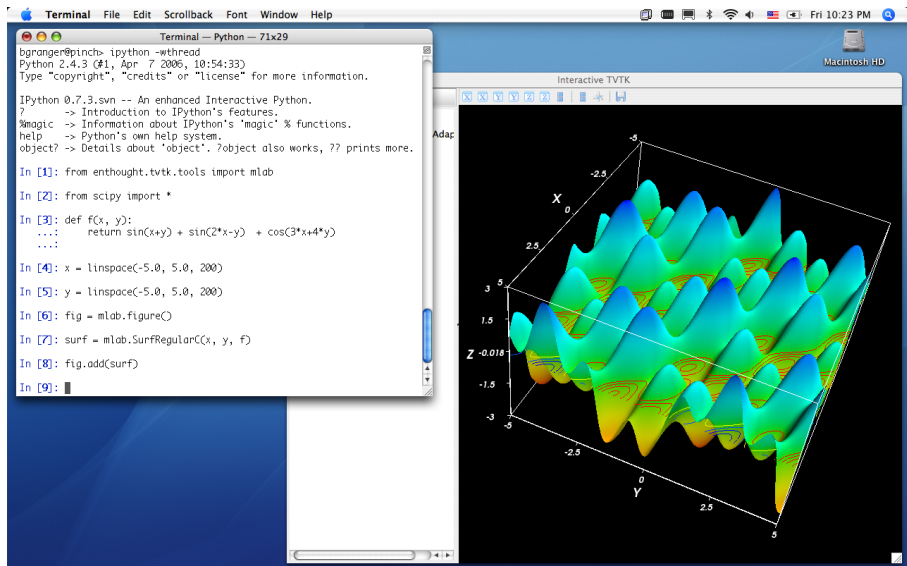 Terminal File Edit Scrollback Font Window Help
Fri 10:23 PM
Terminal — Python — 71x29
bgranger@pinch> ipython -wthread
Python 2.4.3 (#1, Apr  7 2006, 10:54:33)
Type "copyright", "credits" or "license" for more information.
IPython 0.7.3.svn -- An enhanced Interactive Python.
?       -> Introduction to IPython's features.
%magic  -> Information about IPython's 'magic' % functions.
help    -> Python's own help system.
object? -> Details about 'object'. ?object also works, ?? prints more.
In [1]: from enthought.tvtk.tools import mlab
In [2]: from scipy import *
In [3]: def f(x, y):
   ...:     return sin(x+y) + sin(2*x-y)  + cos(3*x+4*y)
   ...:
In [4]: x = linspace(-5.0, 5.0, 200)
In [5]: y = linspace(-5.0, 5.0, 200)
In [6]: fig = mlab.figure()
In [7]: surf = mlab.SurfRegularC(x, y, f)
In [8]: fig.add(surf)
In [9]:
Macintosh HD
Interactive TVTK
X X Y Y Z Z
Adap
-5
-2.5
X
0
2.5
5
3
1.5
Z -0.018
-1.5
-3
-5
-2.5
0
Y
2.5
5